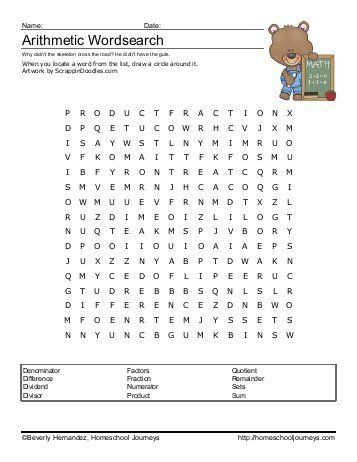 Name: Date:
Arithmetic Wordsearch
Why didn't the skeleton cross the road? He didn't have the guts.
When you locate a word from the list, draw a circle around it.
Artwork by ScrappinDoodles.com
MATH
2-2=0
3+3=6
P R O D U C T F R A C T I O N X
D P Q E T U C O W R H C V J X M
I S A Y W S T L N Y M I M R U O
V F K O M A I T T F K F O S M U
I B F Y R O N T R E A T C Q R M
S M V E M R N J H C A C O Q G I
O W M U U E V F R N M D T X Z L
R U Z D I M E O I Z L I L O G T
N U Q T E A K M S P J V B O R Y
D P O O I I O U I O A I A E P S
J U X Z Z N Y A B P T D W A K N
Q M Y C E D O F L I P E E R U C
G T U D R E B B B S Q N L S L R
D I F F E R E N C E Z D N B W O
M F O E N R T E M J Y S S E T S
N N Y U N C B G U M K B I N S W
Denominator Factors Quotient
Difference Fraction Remainder
Dividend Numerator Sets
Divisor Product Sum
©Beverly Hernandez, Homeschool Journeys http://homeschooljourneys.com